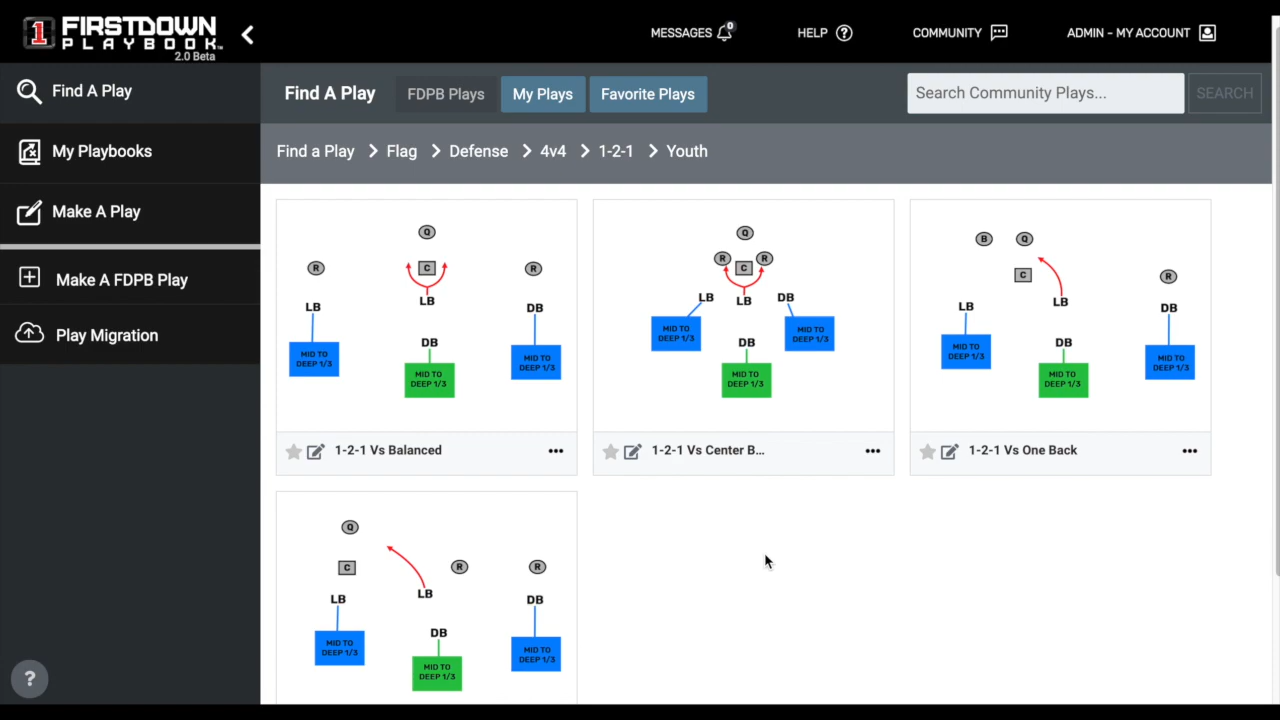 1 FIRSTDOWN
PLAYBOOK™
2.0 Beta
MESSAGES 0
HELP ?
COMMUNITY
ADMIN - MY ACCOUNT
Find A Play
My Playbooks
Make A Play
Make A FDPB Play
Play Migration
?
Find A Play FDPB Plays My Plays Favorite Plays Search Community Plays... SEARCH
Find a Play > Flag > Defense > 4v4 > 1-2-1 > Youth
Q
R C R
LB
LB DB
DB
MID TO
DEEP 1/3
MID TO
DEEP 1/3
MID TO
DEEP 1/3
1-2-1 Vs Balanced •••
Q
R C R
LB LB DB
MID TO
DEEP 1/3
MID TO
DEEP 1/3
DB
MID TO
DEEP 1/3
1-2-1 Vs Center B... •••
B Q
C R
LB LB DB
DB
MID TO
DEEP 1/3
MID TO
DEEP 1/3
MID TO
DEEP 1/3
1-2-1 Vs One Back •••
Q
C R R
LB LB DB
DB
MID TO
DEEP 1/3
MID TO
DEEP 1/3
MID TO
DEEP 1/3